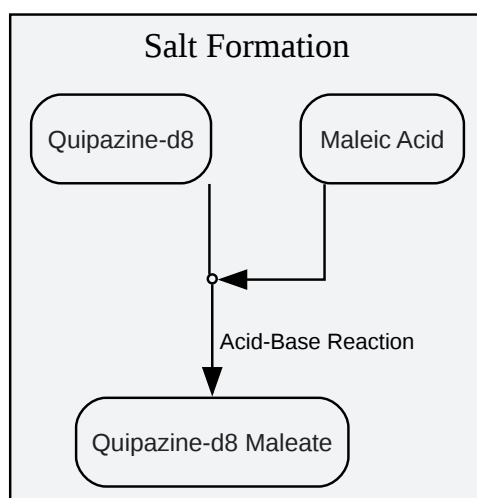 Salt Formation
Quipazine-d8
Maleic Acid
Acid-Base Reaction
Quipazine-d8 Maleate